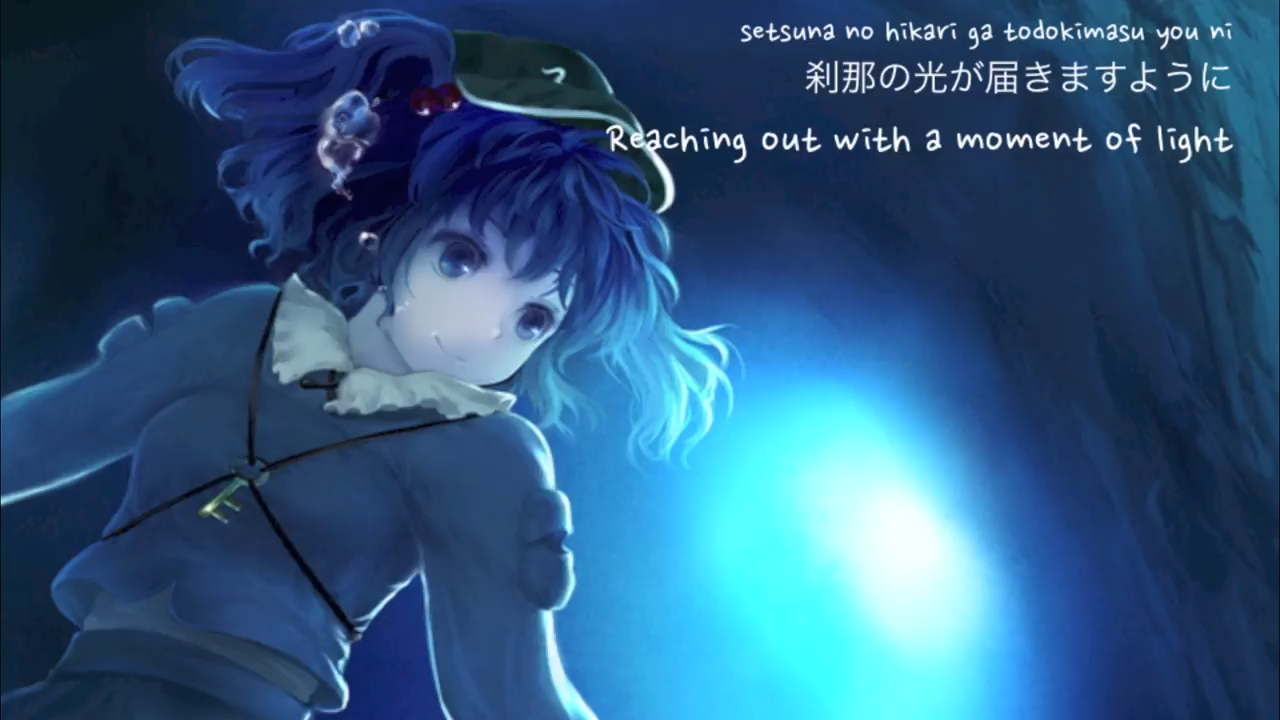 setsuna no hikari ga todokimasu you ni
刹那の光が届きますように
Reaching out with a moment of light